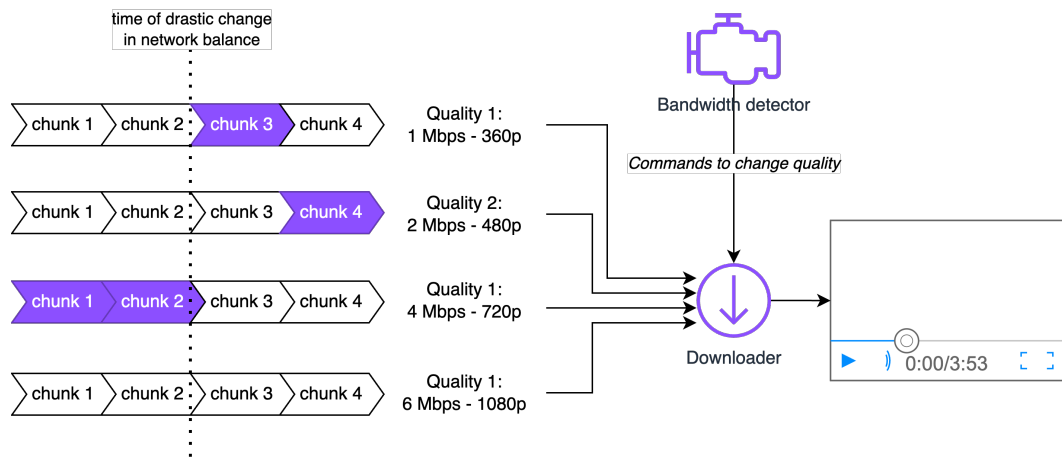 time of drastic change
in network balance
Bandwidth detector
Commands to change quality
chunk 1 chunk 2 chunk 3 chunk 4
Quality 1:
1 Mbps - 360p
chunk 1 chunk 2 chunk 3 chunk 4
Quality 2:
2 Mbps - 480p
chunk 1 chunk 2 chunk 3 chunk 4
Quality 1:
4 Mbps - 720p
chunk 1 chunk 2 chunk 3 chunk 4
Quality 1:
6 Mbps - 1080p
Downloader
0:00/3:53